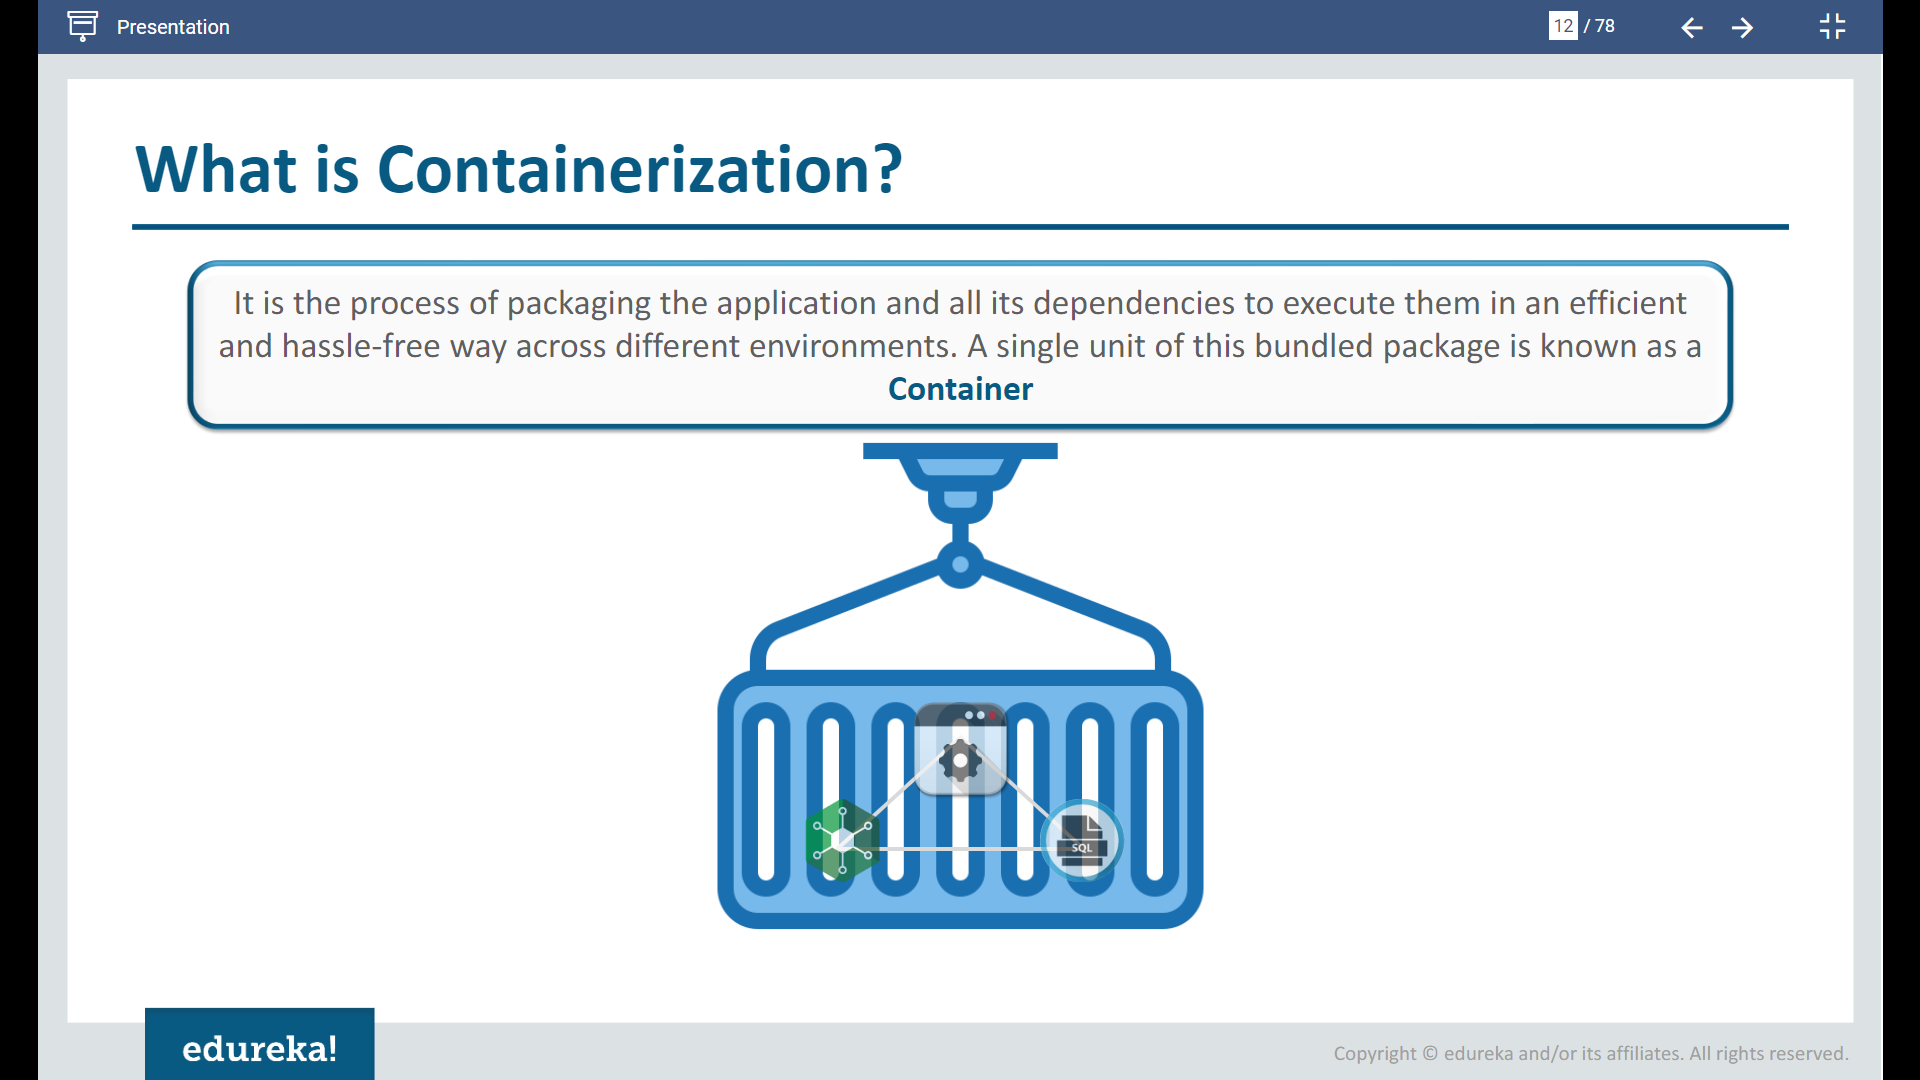 Presentation
12 / 78
What is Containerization?
It is the process of packaging the application and all its dependencies to execute them in an efficient
and hassle-free way across different environments. A single unit of this bundled package is known as a
Container
SQL
edureka!
Copyright © edureka and/or its affiliates. All rights reserved.